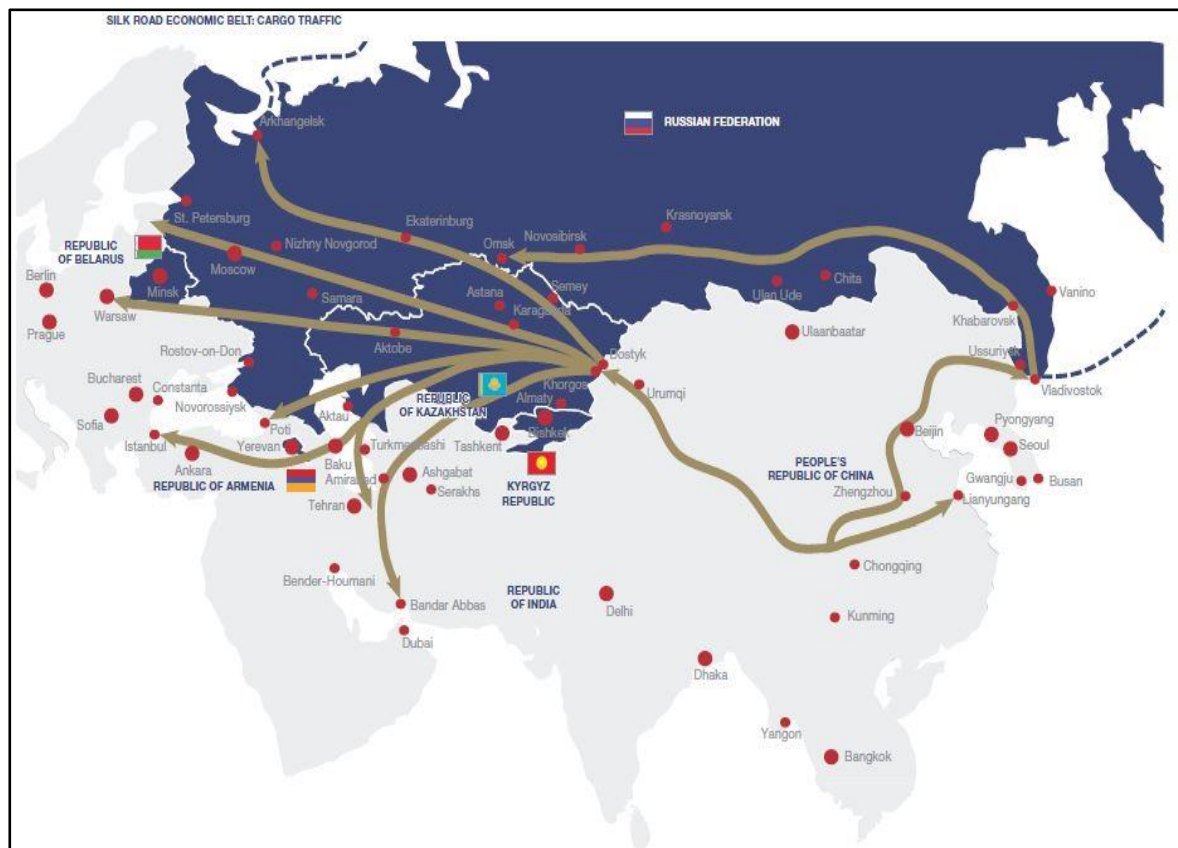 SILK ROAD ECONOMIC BELT: CARGO TRAFFIC
Arkhangelsk
RUSSIAN FEDERATION
St. Petersburg
Ekaterinburg
Krasnoyarsk
REPUBLIC
OF BELARUS
Nizhny Novgorod
Omsk
Novosibirsk
Moscow
Berlin
Minsk
Samara
Astana
Semey
Ulan Ude
Chita
Vanino
Warsaw
Karaganda
Khabarovsk
Prague
Aktobe
Ulaanbaatar
Rostov-on-Don
Dostyk
Ussuriysk
Bucharest
Constanta
Khorgos
Urumqi
Vladivostok
Novorossiysk
Aktau
REPUBLIC
OF KAZAKHSTAN
Almaty
Sofia
Poti
Bishkek
Beijin
Pyongyang
Istanbul
Yerevan
Baku
Turkmenbashi
Tashkent
Seoul
Ankara
Amirabad
Ashgabat
PEOPLE'S
REPUBLIC OF CHINA
REPUBLIC OF ARMENIA
Serakhs
KYRGYZ
REPUBLIC
Gwangju
Busan
Tehran
Zhengzhou
Lianyungang
Chongqing
Bender-Houmani
REPUBLIC
OF INDIA
Bandar Abbas
Delhi
Kunming
Dubai
Dhaka
Yangon
Bangkok